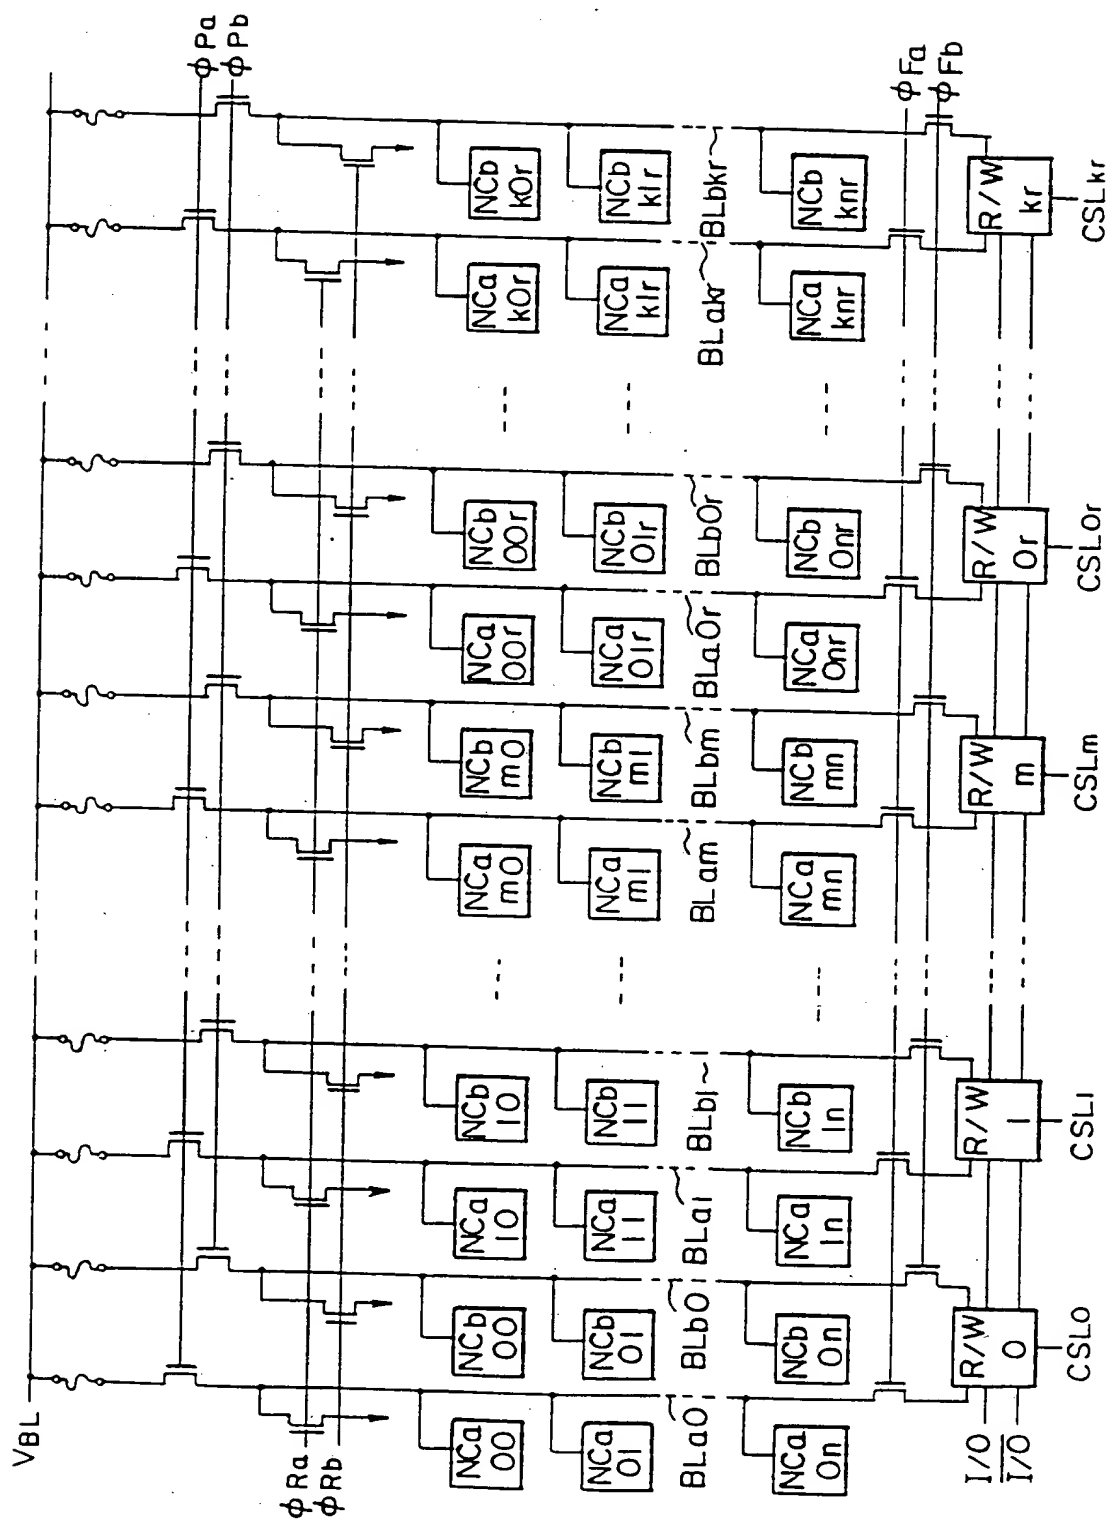 VBL
φPa
φPb
φRa
φRb
NCa
00
NCb
00
NCa
10
NCb
10
NCa
m0
NCb
m0
NCa
00r
NCb
00r
NCa
k0r
NCb
k0r
NCa
01
NCb
01
NCa
11
NCb
11
NCa
m1
NCb
m1
NCa
01r
NCb
01r
NCa
k1r
NCb
k1r
BLa0
BLb0
BLa1
BLb1
BLam
BLbm
BLa0r
BLb0r
BLakr
BLbkr
NCa
0n
NCb
0n
NCa
1n
NCb
1n
NCa
mn
NCb
mn
NCa
0nr
NCb
0nr
NCa
knr
NCb
knr
φFa
φFb
I/O
I/O
R/W
0
R/W
1
R/W
m
R/W
0r
R/W
kr
CSL0
CSL1
CSLm
CSL0r
CSLkr